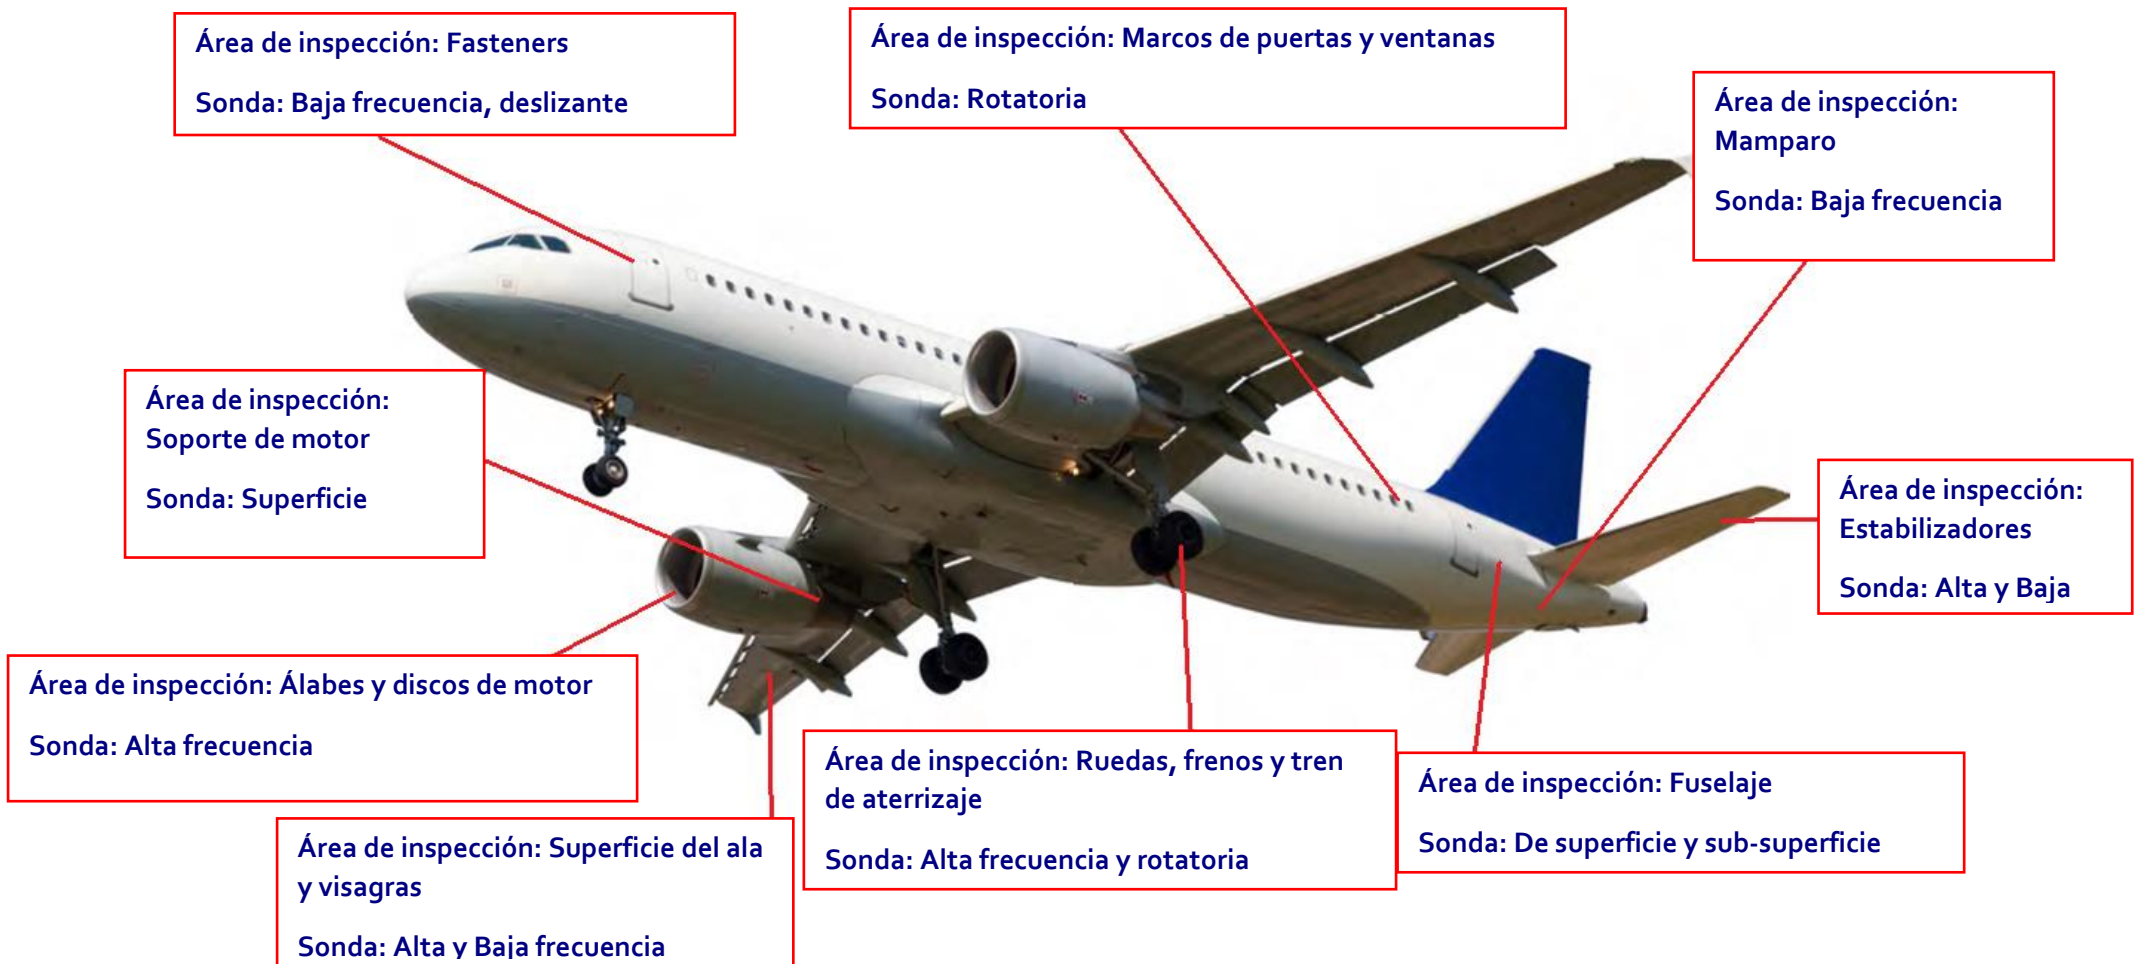 Área de inspección: Fasteners
Sonda: Baja frecuencia, deslizante
Área de inspección: Marcos de puertas y ventanas
Sonda: Rotatoria
Área de inspección:
Mamparo
Sonda: Baja frecuencia
Área de inspección:
Soporte de motor
Sonda: Superficie
Área de inspección:
Estabilizadores
Sonda: Alta y Baja
Área de inspección: Álabes y discos de motor
Sonda: Alta frecuencia
Área de inspección: Ruedas, frenos y tren
de aterrizaje
Sonda: Alta frecuencia y rotatoria
Área de inspección: Fuselaje
Sonda: De superficie y sub-superficie
Área de inspección: Superficie del ala
y visagras
Sonda: Alta y Baja frecuencia